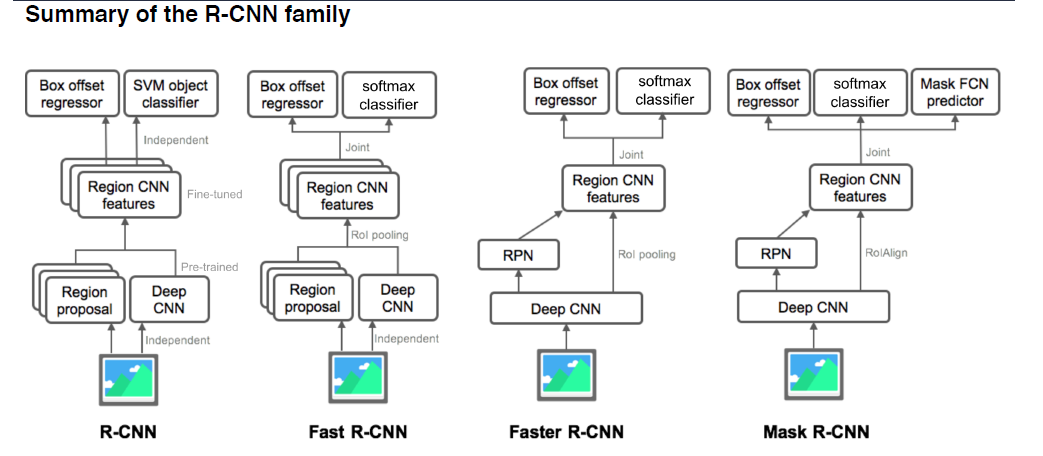 Summary of the R-CNN family
Box offset
regressor
SVM object
classifier
Independent
Region CNN
features
Fine-tuned
Pre-trained
Region
proposal
Deep
CNN
Independent
R-CNN
Box offset
regressor
softmax
classifier
Joint
Region CNN
features
RoI pooling
Region
proposal
Deep
CNN
Independent
Fast R-CNN
Box offset
regressor
softmax
classifier
Joint
Region CNN
features
RPN
RoI pooling
Deep CNN
Faster R-CNN
Box offset
regressor
softmax
classifier
Mask FCN
predictor
Joint
Region CNN
features
RPN
RoIAlign
Deep CNN
Mask R-CNN